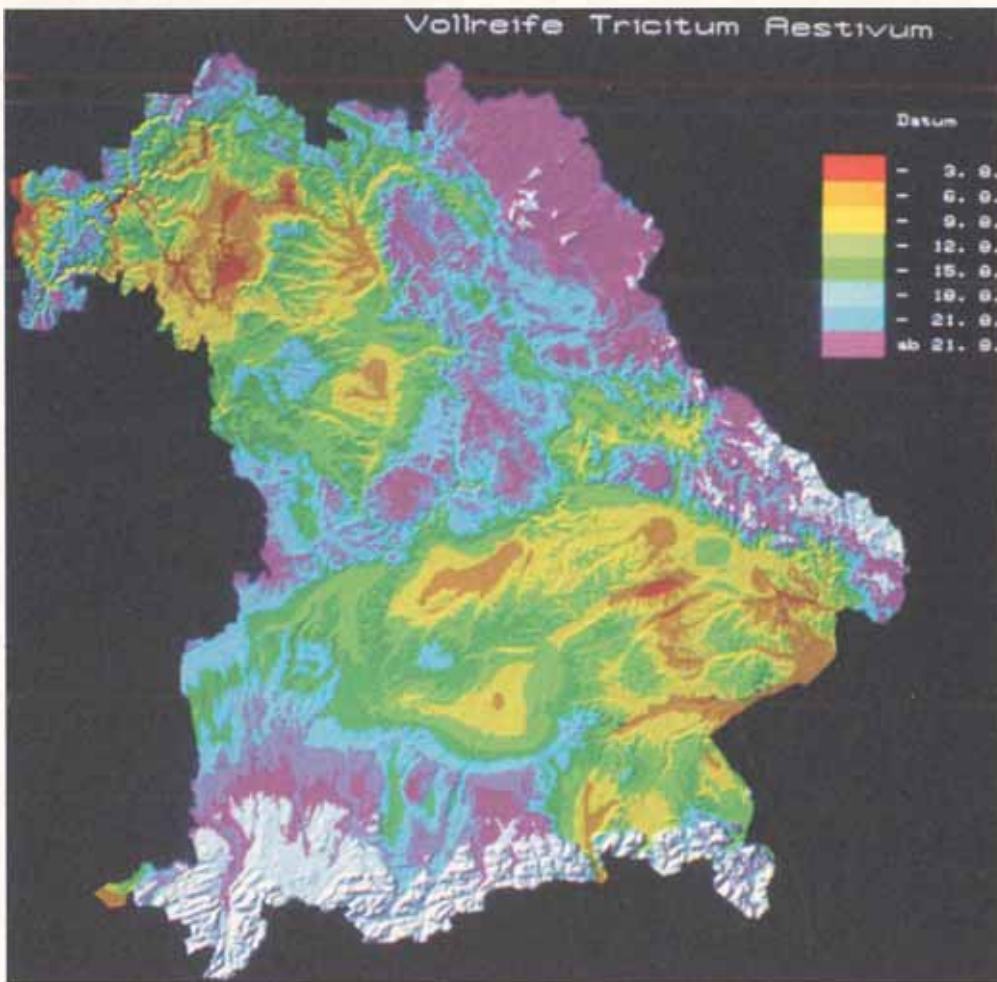 Vollreife Tricitum Aestivum
Datum
- 3. 8.
- 6. 8.
- 9. 8.
- 12. 8.
- 15. 8.
- 18. 8.
- 21. 8.
ab 21. 8.